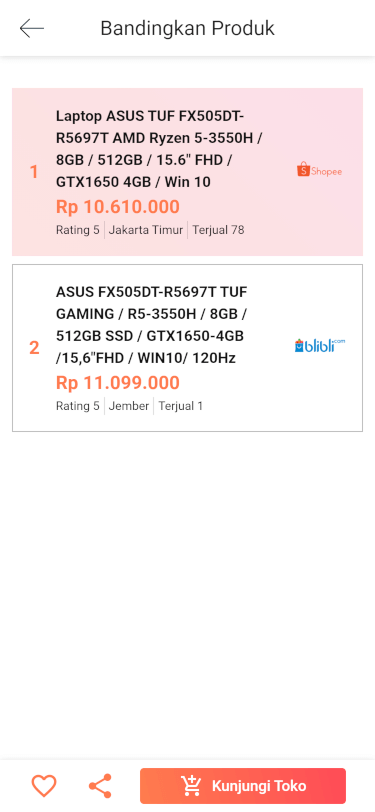 Bandingkan Produk
Laptop ASUS TUF FX505DT-
R5697T AMD Ryzen 5-3550H /
8GB / 512GB / 15.6" FHD /
GTX1650 4GB / Win 10
1
Shopee
Rp 10.610.000
Rating 5 | Jakarta Timur | Terjual 78
ASUS FX505DT-R5697T TUF
GAMING / R5-3550H / 8GB /
512GB SSD / GTX1650-4GB
/15,6"FHD / WIN10/ 120Hz
2
blibli.com
Rp 11.099.000
Rating 5 | Jember | Terjual 1
Kunjungi Toko